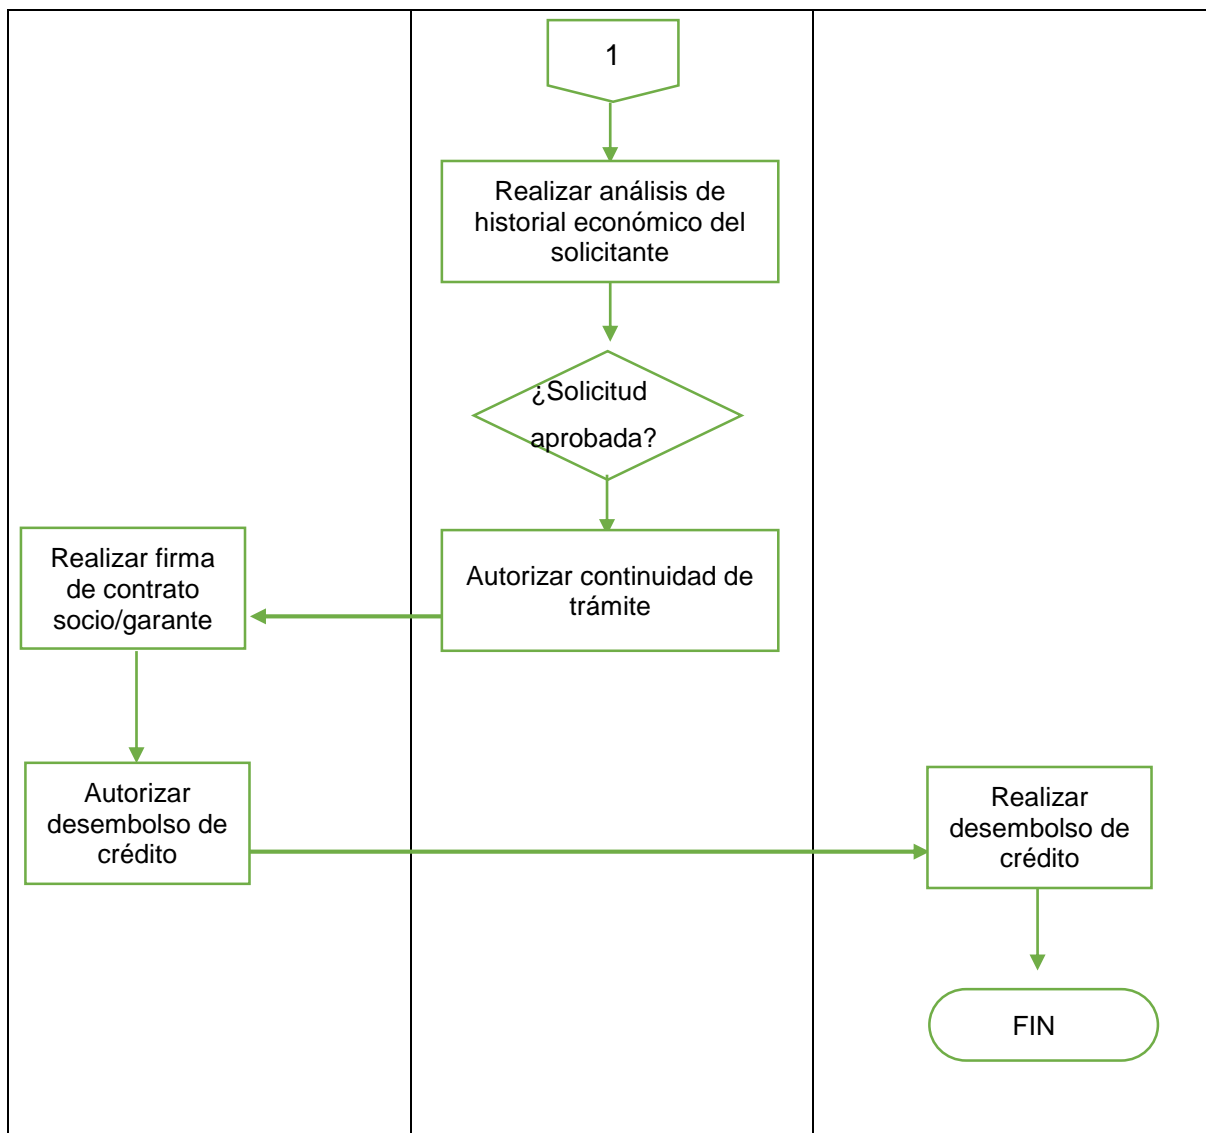 1
Realizar análisis de
historial económico del
solicitante
¿Solicitud
aprobada?
Autorizar continuidad de
trámite
Realizar firma
de contrato
socio/garante
Autorizar
desembolso de
crédito
Realizar
desembolso de
crédito
FIN